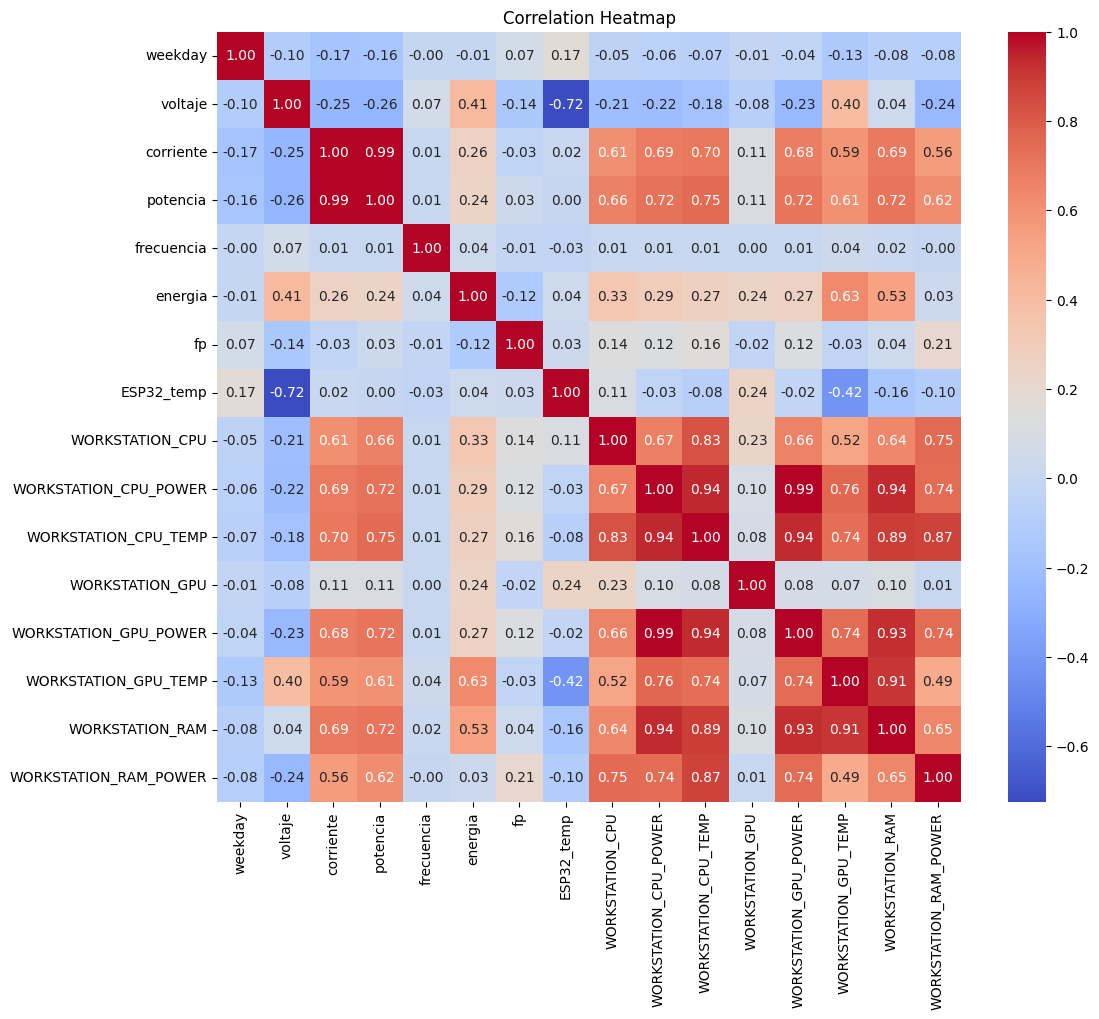 Correlation Heatmap
weekday 1.00 -0.10 -0.17 -0.16 -0.00 -0.01 0.07 0.17 -0.05 -0.06 -0.07 -0.01 -0.04 -0.13 -0.08 -0.08
voltaje -0.10 1.00 -0.25 -0.26 0.07 0.41 -0.14 -0.72 -0.21 -0.22 -0.18 -0.08 -0.23 0.40 0.04 -0.24
corriente -0.17 -0.25 1.00 0.99 0.01 0.26 -0.03 0.02 0.61 0.69 0.70 0.11 0.68 0.59 0.69 0.56
potencia -0.16 -0.26 0.99 1.00 0.01 0.24 0.03 0.00 0.66 0.72 0.75 0.11 0.72 0.61 0.72 0.62
frecuencia -0.00 0.07 0.01 0.01 1.00 0.04 -0.01 -0.03 0.01 0.01 0.01 0.00 0.01 0.04 0.02 -0.00
energia -0.01 0.41 0.26 0.24 0.04 1.00 -0.12 0.04 0.33 0.29 0.27 0.24 0.27 0.63 0.53 0.03
fp 0.07 -0.14 -0.03 0.03 -0.01 -0.12 1.00 0.03 0.14 0.12 0.16 -0.02 0.12 -0.03 0.04 0.21
ESP32_temp 0.17 -0.72 0.02 0.00 -0.03 0.04 0.03 1.00 0.11 -0.03 -0.08 0.24 -0.02 -0.42 -0.16 -0.10
WORKSTATION_CPU -0.05 -0.21 0.61 0.66 0.01 0.33 0.14 0.11 1.00 0.67 0.83 0.23 0.66 0.52 0.64 0.75
WORKSTATION_CPU_POWER -0.06 -0.22 0.69 0.72 0.01 0.29 0.12 -0.03 0.67 1.00 0.94 0.10 0.99 0.76 0.94 0.74
WORKSTATION_CPU_TEMP -0.07 -0.18 0.70 0.75 0.01 0.27 0.16 -0.08 0.83 0.94 1.00 0.08 0.94 0.74 0.89 0.87
WORKSTATION_GPU -0.01 -0.08 0.11 0.11 0.00 0.24 -0.02 0.24 0.23 0.10 0.08 1.00 0.08 0.07 0.10 0.01
WORKSTATION_GPU_POWER -0.04 -0.23 0.68 0.72 0.01 0.27 0.12 -0.02 0.66 0.99 0.94 0.08 1.00 0.74 0.93 0.74
WORKSTATION_GPU_TEMP -0.13 0.40 0.59 0.61 0.04 0.63 -0.03 -0.42 0.52 0.76 0.74 0.07 0.74 1.00 0.91 0.49
WORKSTATION_RAM -0.08 0.04 0.69 0.72 0.02 0.53 0.04 -0.16 0.64 0.94 0.89 0.10 0.93 0.91 1.00 0.65
WORKSTATION_RAM_POWER -0.08 -0.24 0.56 0.62 -0.00 0.03 0.21 -0.10 0.75 0.74 0.87 0.01 0.74 0.49 0.65 1.00
weekday
voltaje
corriente
potencia
frecuencia
energia
fp
ESP32_temp
WORKSTATION_CPU
WORKSTATION_CPU_POWER
WORKSTATION_CPU_TEMP
WORKSTATION_GPU
WORKSTATION_GPU_POWER
WORKSTATION_GPU_TEMP
WORKSTATION_RAM
WORKSTATION_RAM_POWER
1.0
0.8
0.6
0.4
0.2
0.0
−0.2
−0.4
−0.6